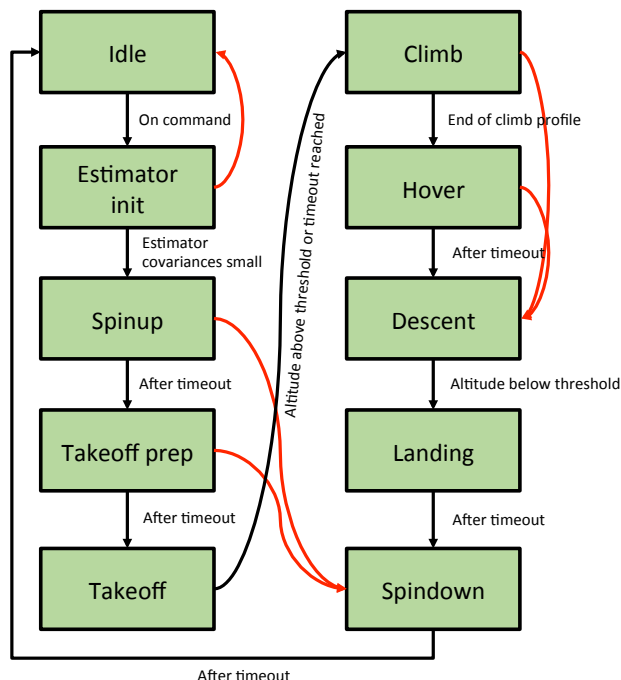 Idle
On command
Estimator
init
Estimator
covariances small
Spinup
After timeout
Takeoff prep
After timeout
Takeoff
Altitude above threshold or timeout reached
Climb
End of climb profile
Hover
After timeout
Descent
Altitude below threshold
Landing
After timeout
Spindown
After timeout